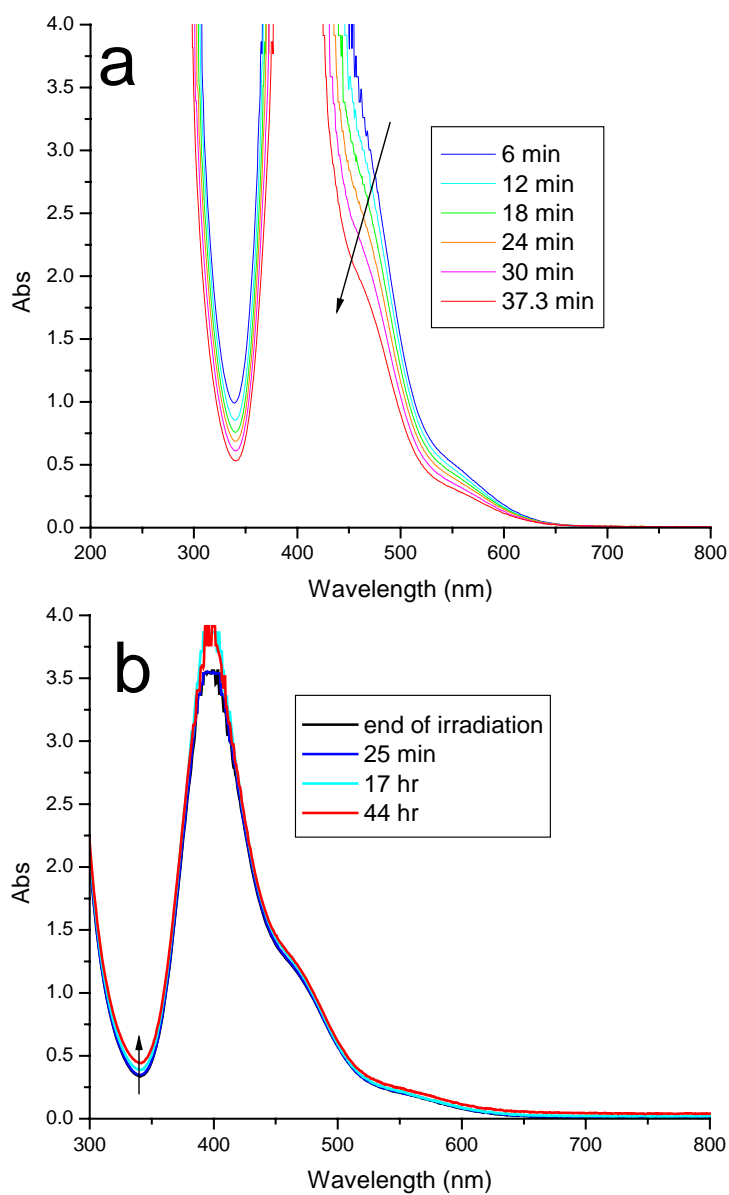 a
4.0
3.5
3.0
2.5
2.0
1.5
1.0
0.5
0.0
Abs
6 min
12 min
18 min
24 min
30 min
37.3 min
200 300 400 500 600 700 800
Wavelength (nm)
b
4.0
3.5
3.0
2.5
2.0
1.5
1.0
0.5
0.0
Abs
end of irradiation
25 min
17 hr
44 hr
300 400 500 600 700 800
Wavelength (nm)